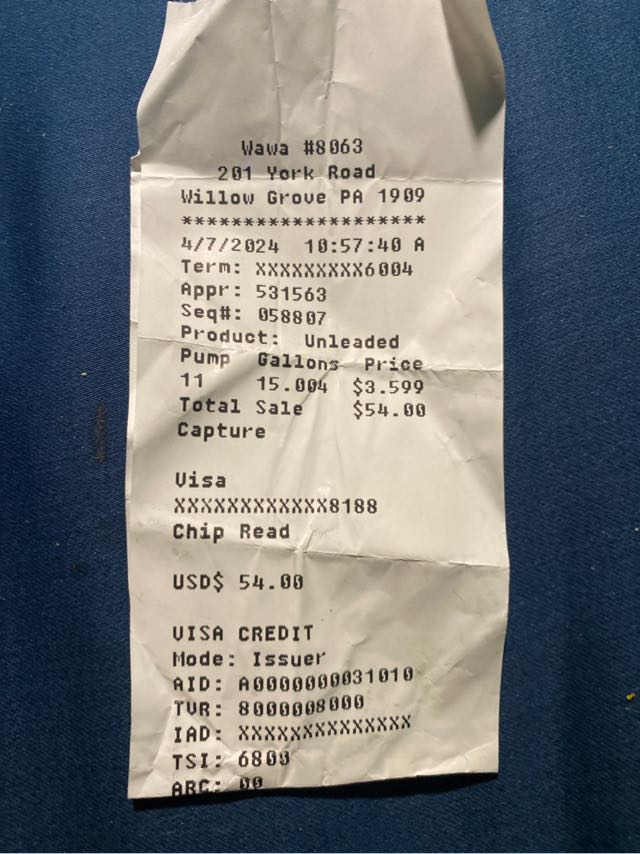 Wawa #8063
201 York Road
Willow Grove PA 1909
********************
4/7/2024 10:57:40 A
Term: XXXXXXXXX6004
Appr: 531563
Seq#: 058807
Product: Unleaded
Pump Gallons Price
11 15.004 $3.599
Total Sale $54.00
Capture
Visa
XXXXXXXXXXXX8188
Chip Read
USD$ 54.00
VISA CREDIT
Mode: Issuer
AID: A0000000031010
TVR: 8000008000
IAD: XXXXXXXXXXXXXX
TSI: 6800
ARC: 00